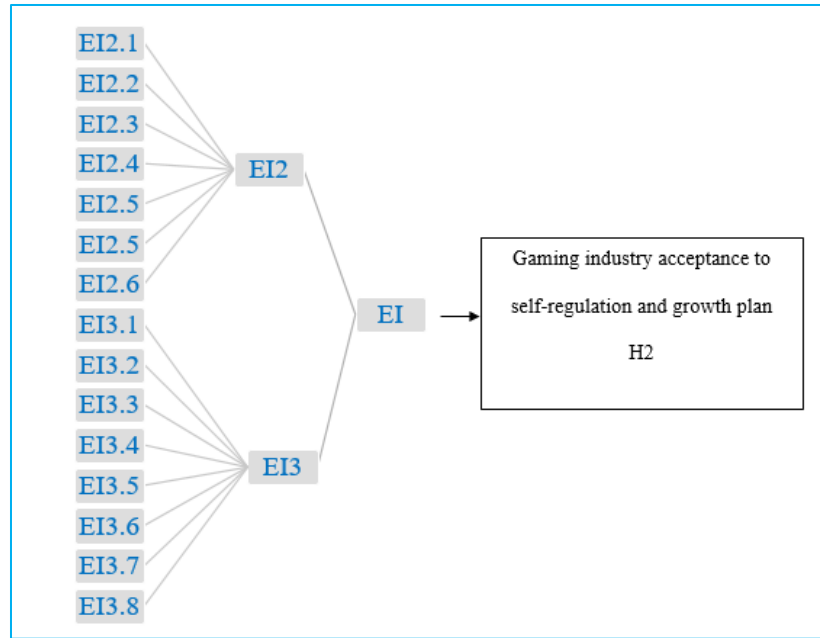 EI2.1
EI2.2
EI2.3
EI2.4
EI2.5
EI2.5
EI2.6
EI3.1
EI3.2
EI3.3
EI3.4
EI3.5
EI3.6
EI3.7
EI3.8
EI2
EI3
EI
Gaming industry acceptance to
self-regulation and growth plan
H2